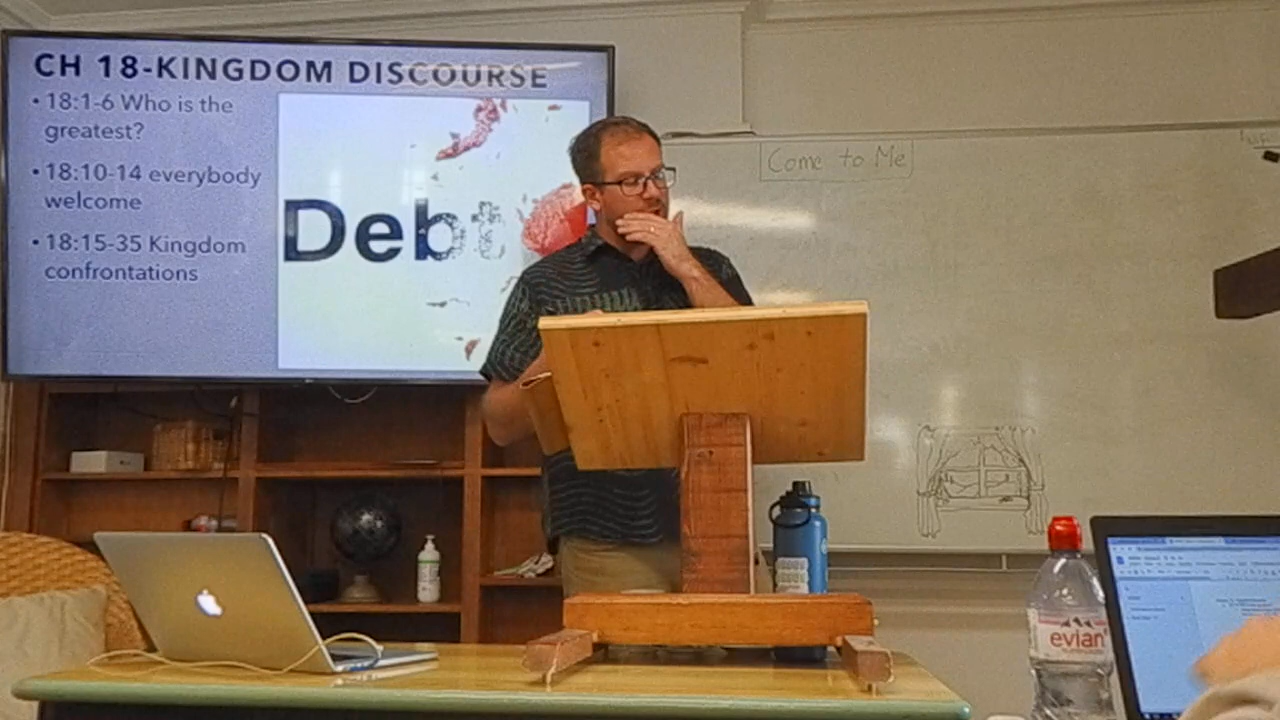 CH 18-KINGDOM DISCOURSE
• 18:1-6 Who is the
greatest?
• 18:10-14 everybody
welcome
• 18:15-35 Kingdom
confrontations
Debt
Come to Me
evian